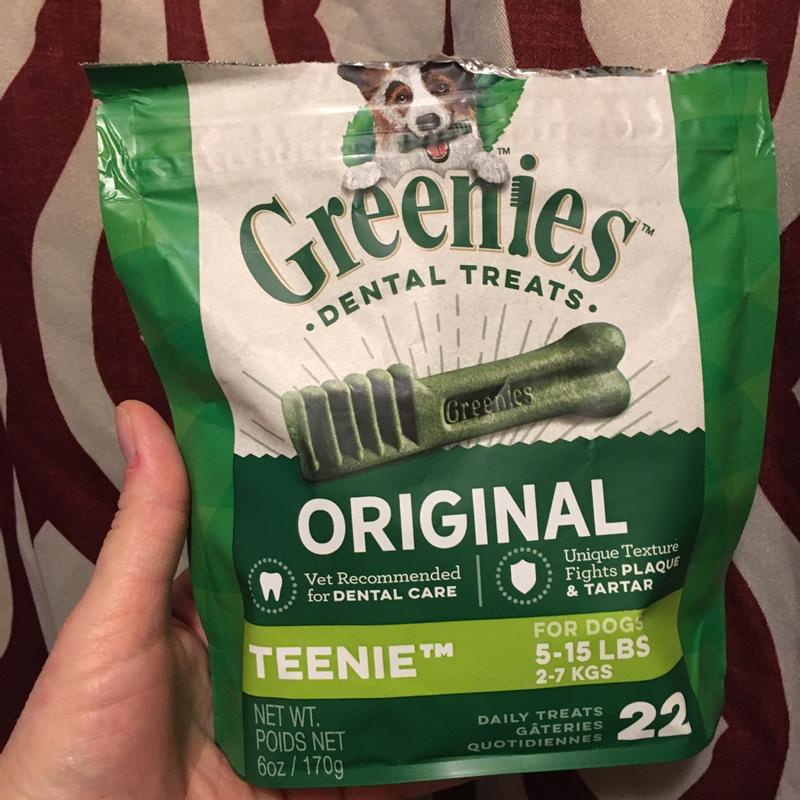 Greenies™
• DENTAL TREATS •
Greenies
ORIGINAL
Vet Recommended
for DENTAL CARE
Unique Texture
Fights PLAQUE
& TARTAR
TEENIE™
FOR DOGS
5-15 LBS
2-7 KGS
NET WT.
POIDS NET
6oz / 170g
DAILY TREATS
GÂTERIES
QUOTIDIENNES
22